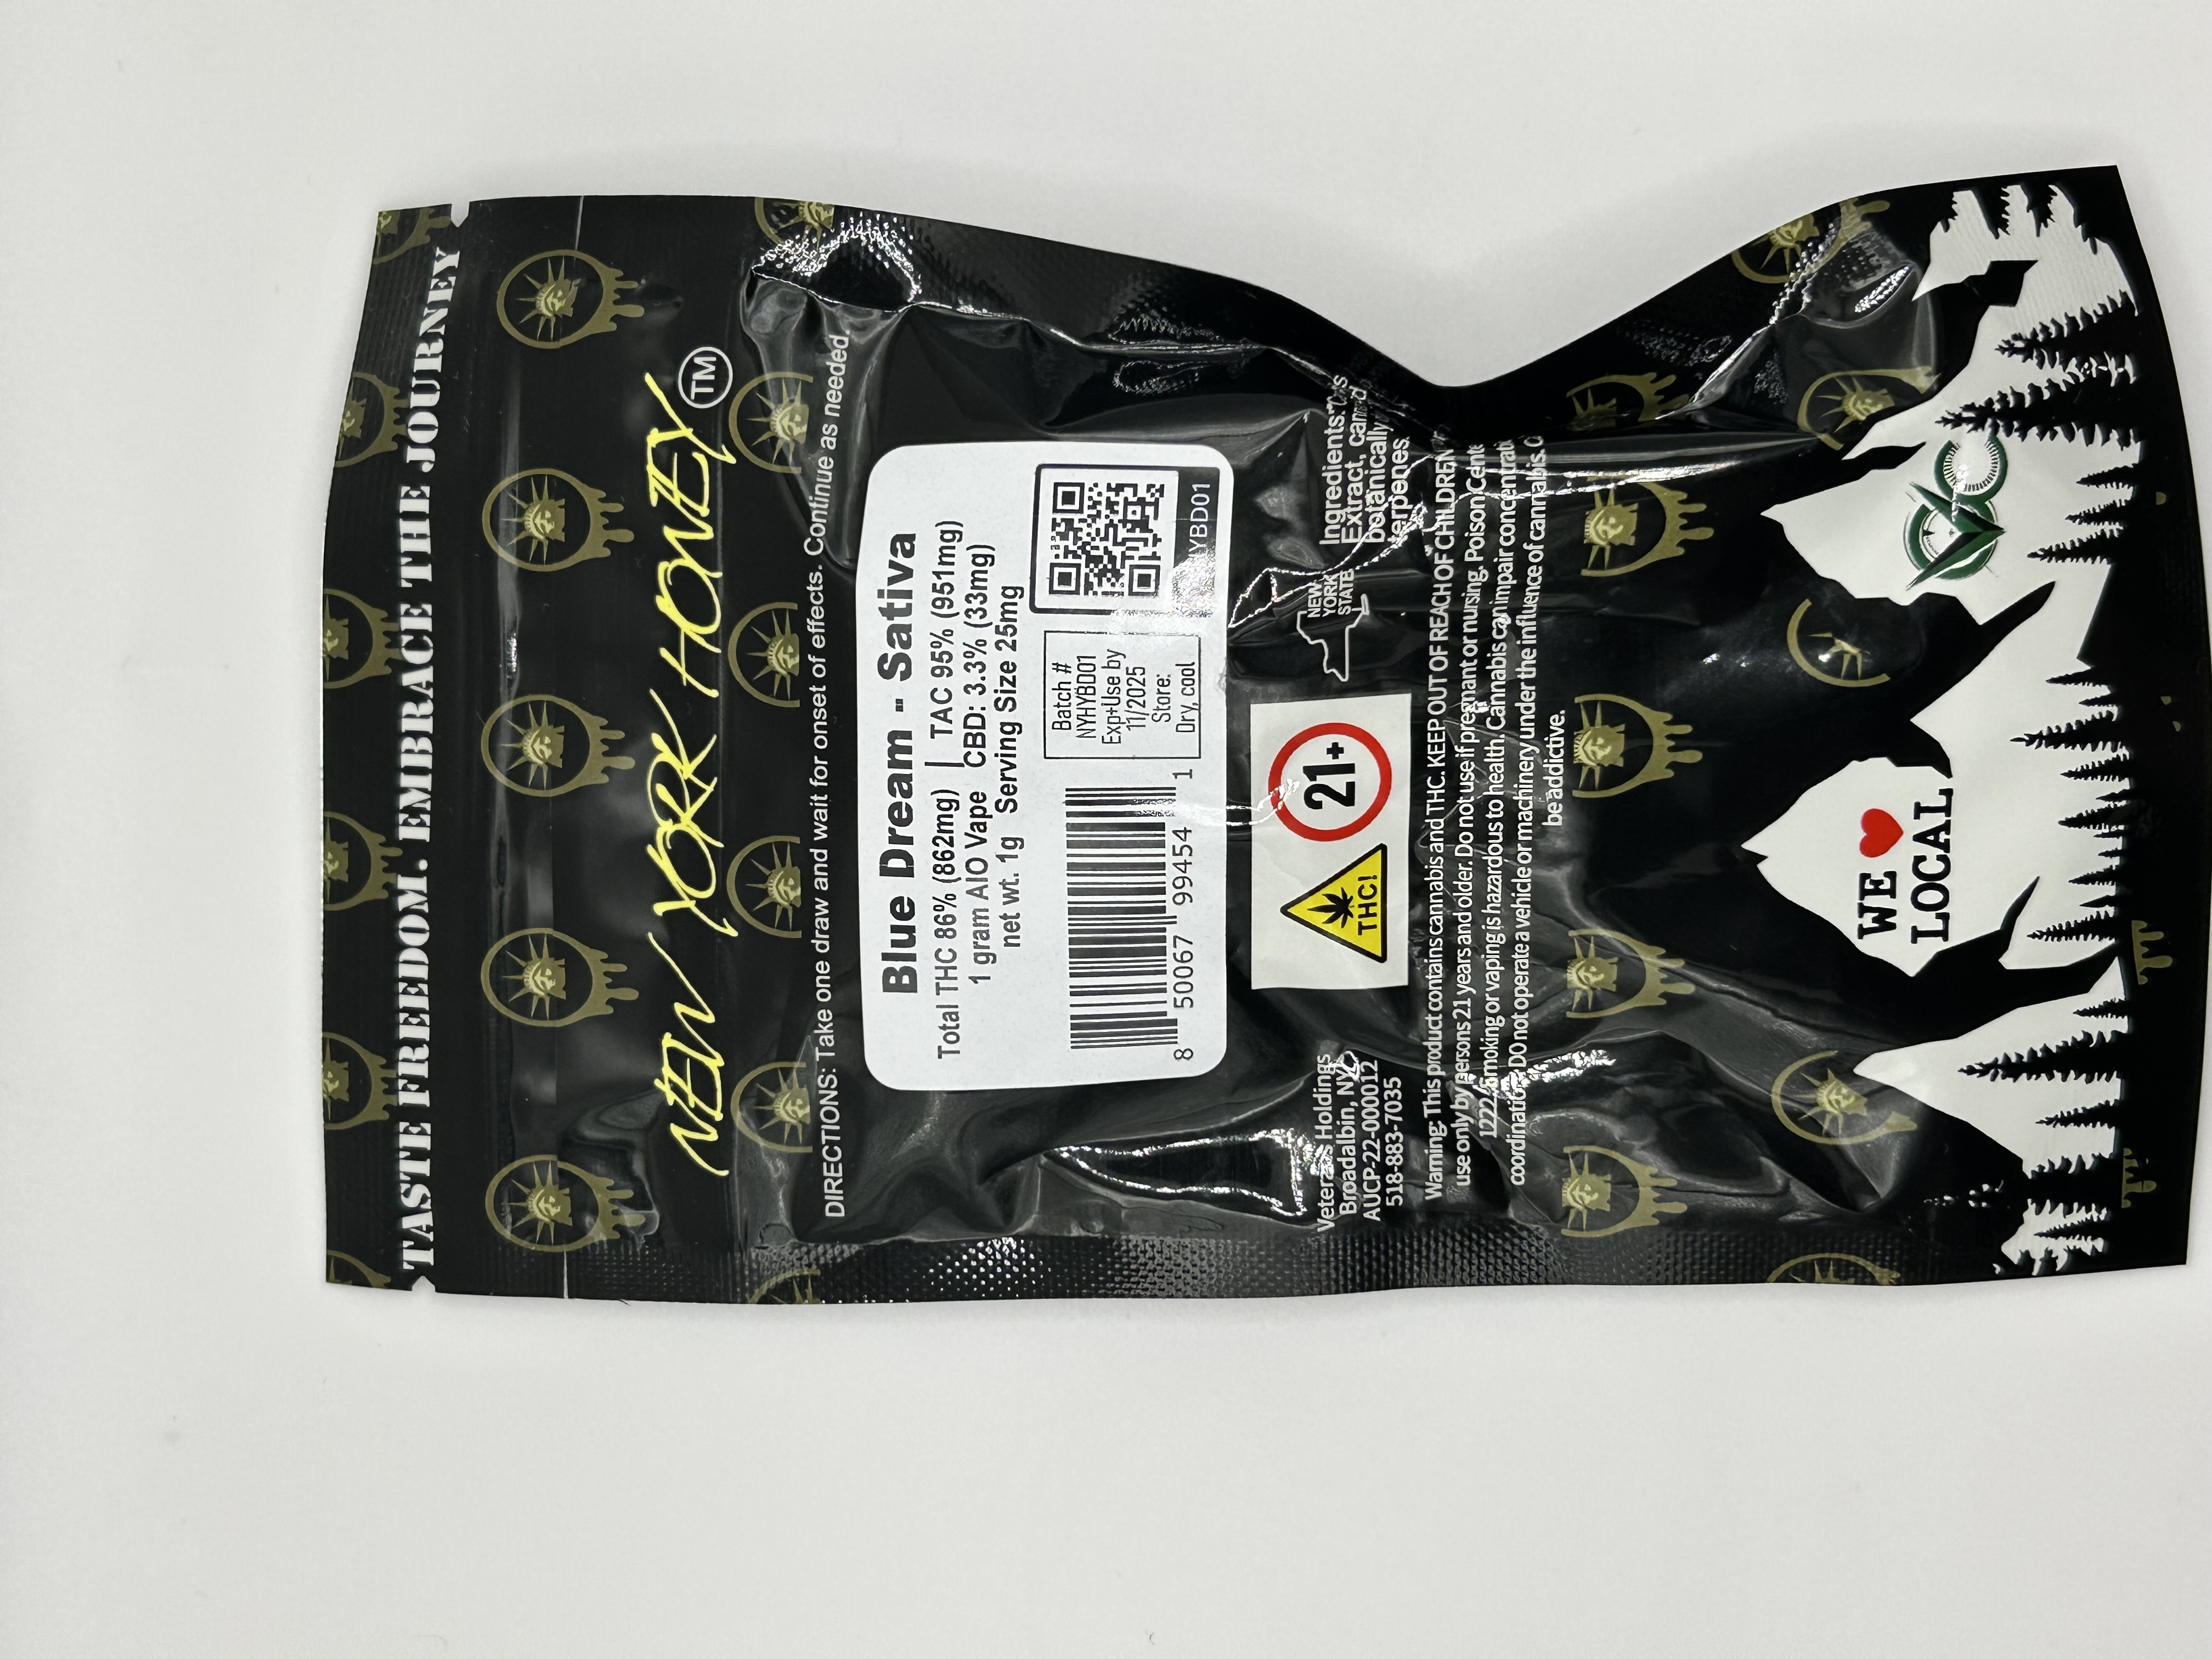 TASTE FREEDOM. EMBRACE THE JOURNEY
NEW YORK HONEY
TM
DIRECTIONS: Take one draw and wait for onset of effects. Continue as needed.
Blue Dream - Sativa
Total THC 86% (862mg) | TAC 95% (951mg)
1 gram AIO Vape CBD: 3.3% (33mg)
net wt. 1g Serving Size 25mg
8 50067 99454 1
Batch #
NYHYBD01
Exp+Use by
11/2025
Store:
Dry, cool
YBD01
Veterans Holdings
Broadalbin, NY
AUCP-22-000012
518-883-7035
THC!
21+
NEW
YORK
STATE
Ingredients:
Extract,
botanically
terpenes.
Warning: This product contains cannabis and THC. KEEP OUT OF REACH OF CHILDREN
use only by persons 21 years and older. Do not use if pregnant or nursing. Poison
1222. Smoking or vaping is hazardous to health. Cannabis can impair
DO not operate a vehicle or machinery under the influence of cannabis.
be addictive.
WE ❤
LOCAL